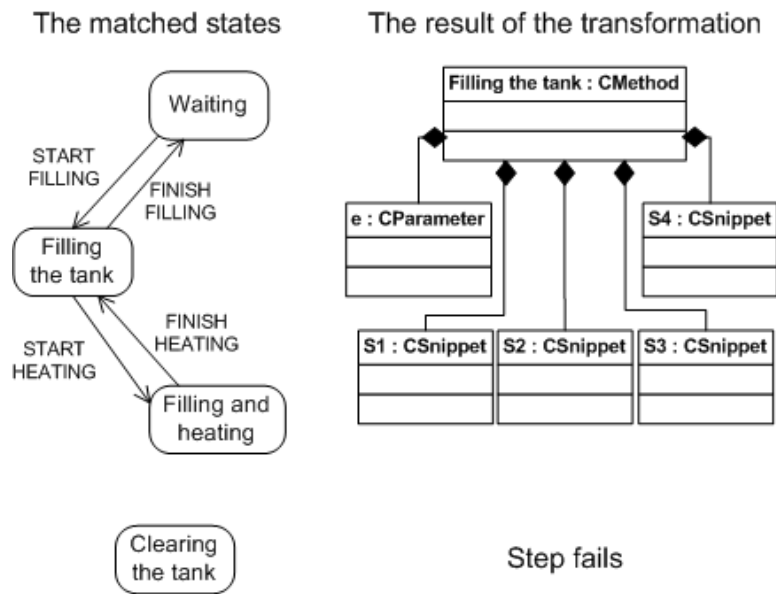 The matched states
The result of the transformation
Waiting
START
FILLING
FINISH
FILLING
Filling
the tank
START
HEATING
FINISH
HEATING
Filling and
heating
Filling the tank : CMethod
e : CParameter
S4 : CSnippet
S1 : CSnippet
S2 : CSnippet
S3 : CSnippet
Clearing
the tank
Step fails